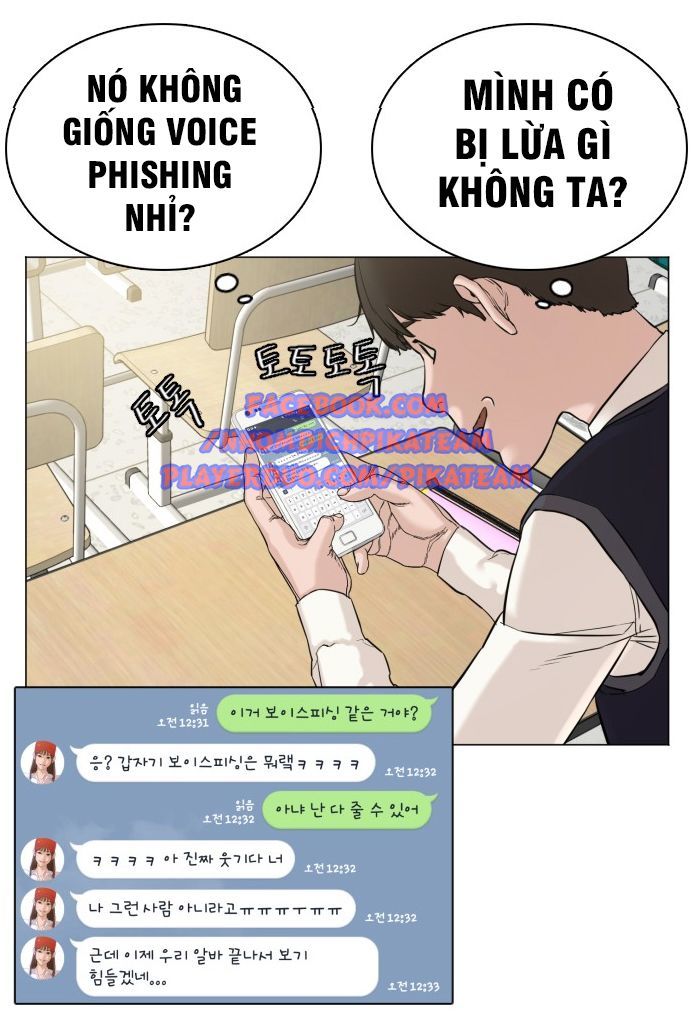 NÓ KHÔNG
GIỐNG VOICE
PHISHING
NHỈ?
MÌNH CÓ
BỊ LỪA GÌ
KHÔNG TA?
토토토톡
토톡
FACEBOOK.COM
/NHOMDICHPIKATEAM
PLAYERDUO.COM/PIKATEAM
읽음
오전 12:31
이거 보이스피싱 같은 거야?
응? 갑자기 보이스피싱은 뭐랰ㅋㅋㅋㅋ
오전 12:32
읽음
오전 12:32
아냐 난 다 줄 수 있어
ㅋㅋㅋㅋ 아 진짜 웃기다 너
오전 12:32
나 그런 사람 아니라고ㅠㅠㅠㅜㅠㅠ
오전 12:32
근데 이제 우리 알바 끝나서 보기
힘들겠네...
오전 12:33